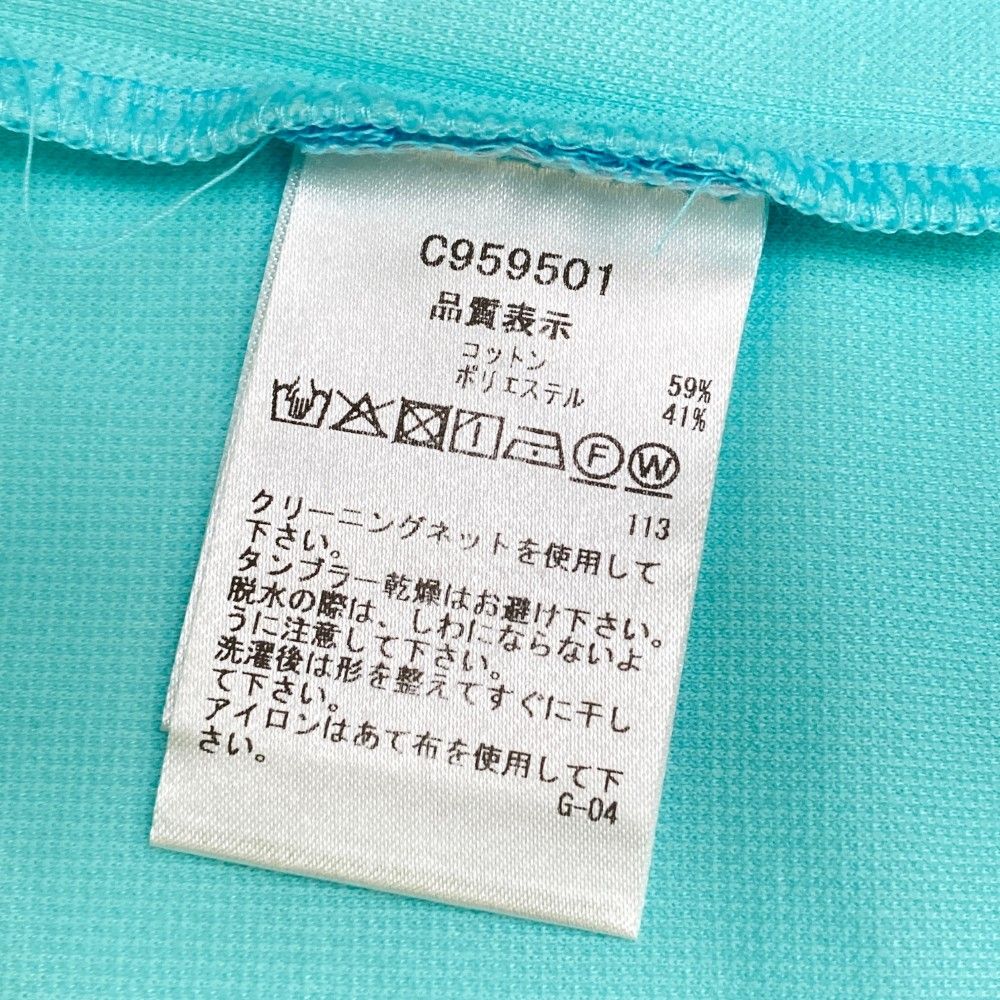 C959501
品質表示
コットン 59%
ポリエステル 41%
F W
113
クリーニングネットを使用して
下さい。
タンブラー乾燥はお避け下さい。
脱水の際は、しわにならないよ
うに注意して下さい。
洗濯後は形を整えてすぐに干し
て下さい。
アイロンはあて布を使用して下
さい。
G-04